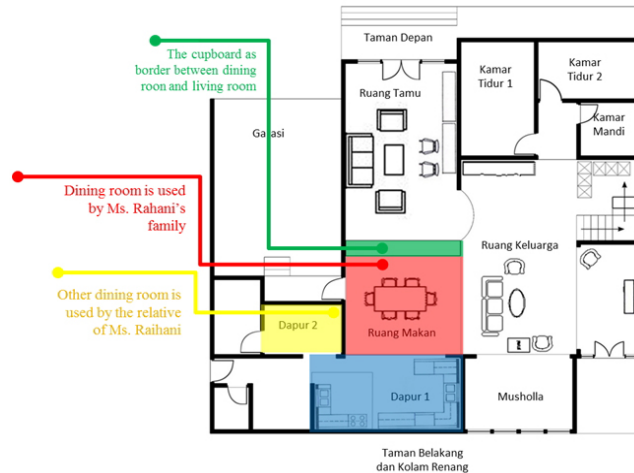 Taman Depan
The cupboard as
border between dining
roon and living room
Ruang Tamu
Kamar
Tidur 1
Kamar
Tidur 2
Kamar
Mandi
Garasi
Dining room is used
by Ms. Rahani's
family
Ruang Keluarga
Other dining room is
used by the relative
of Ms. Raihani
Dapur 2
Ruang Makan
Dapur 1
Musholla
Taman Belakang
dan Kolam Renang